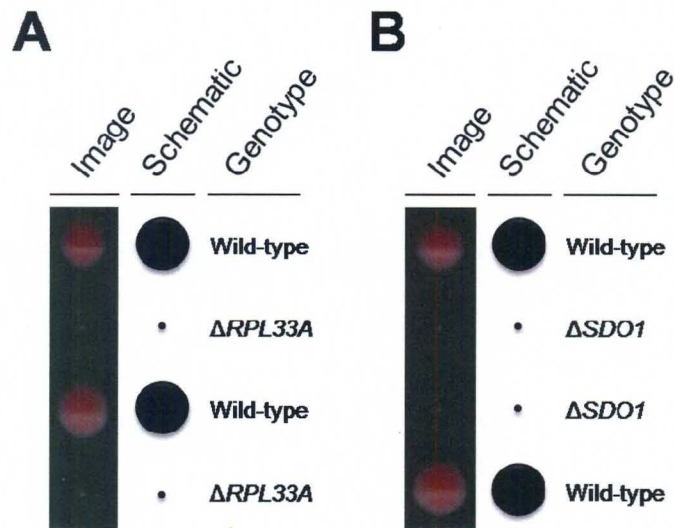 A
B
Image Schematic Genotype
Image Schematic Genotype
Wild-type
ΔRPL33A
Wild-type
ΔRPL33A
Wild-type
ΔSDO1
ΔSDO1
Wild-type